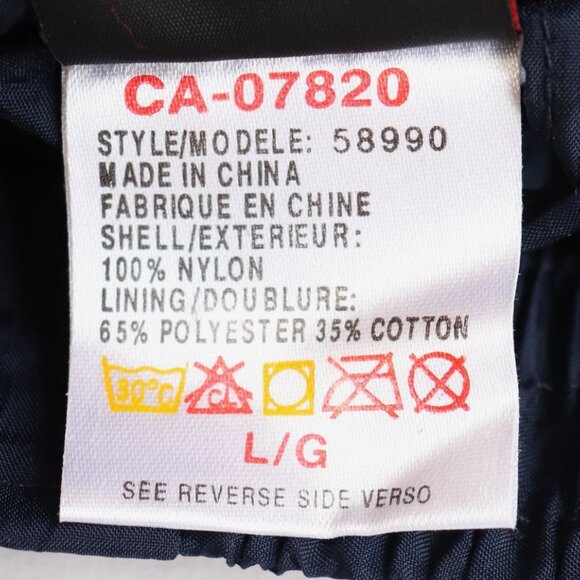 CA-07820
STYLE/MODELE: 58990
MADE IN CHINA
FABRIQUE EN CHINE
SHELL/EXTERIEUR:
100% NYLON
LINING/DOUBLURE:
65% POLYESTER 35% COTTON
30°C CL
L/G
SEE REVERSE SIDE VERSO